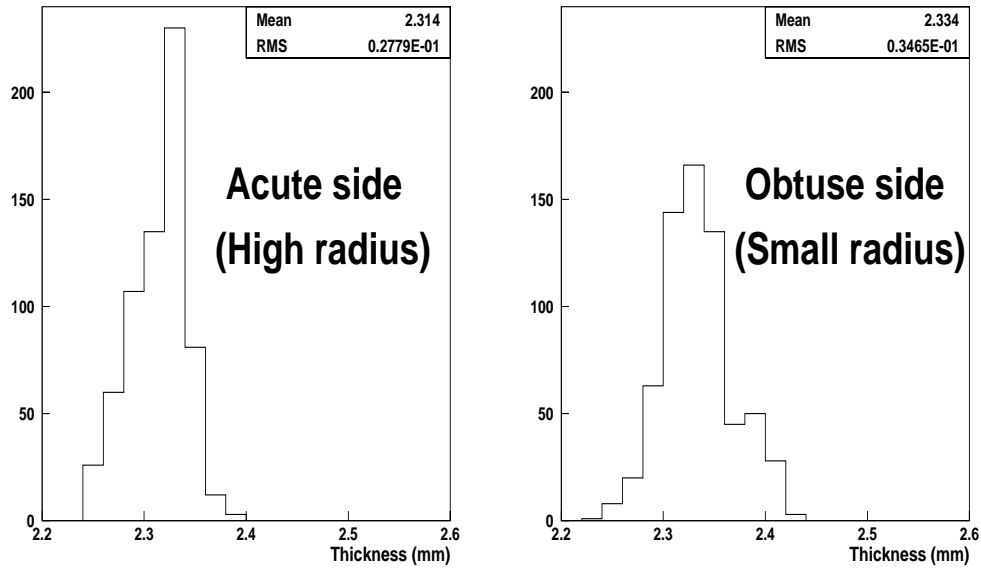 Mean 2.314
RMS 0.2779E-01
200
150
100
50
0
Acute side
(High radius)
2.2 2.3 2.4 2.5 2.6
Thickness (mm)
Mean 2.334
RMS 0.3465E-01
200
150
100
50
0
Obtuse side
(Small radius)
2.2 2.3 2.4 2.5 2.6
Thickness (mm)